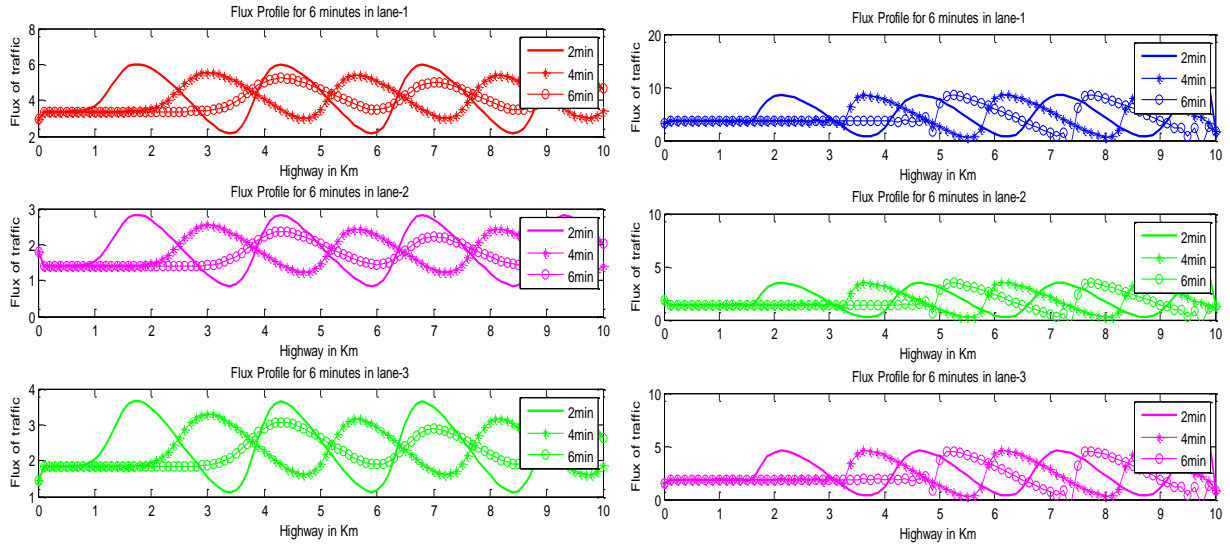 Flux Profile for 6 minutes in lane-1
Flux of traffic
8
6
4
2
0 1 2 3 4 5 6 7 8 9 10
Highway in Km
2min
4min
6min
Flux Profile for 6 minutes in lane-2
Flux of traffic
3
2
1
0
0 1 2 3 4 5 6 7 8 9 10
Highway in Km
2min
4min
6min
Flux Profile for 6 minutes in lane-3
Flux of traffic
4
3
2
1
0 1 2 3 4 5 6 7 8 9 10
Highway in Km
2min
4min
6min
Flux Profile for 6 minutes in lane-1
Flux of traffic
20
10
0
0 1 2 3 4 5 6 7 8 9 10
Highway in Km
2min
4min
6min
Flux Profile for 6 minutes in lane-2
Flux of traffic
10
5
0
0 1 2 3 4 5 6 7 8 9 10
Highway in Km
2min
4min
6min
Flux Profile for 6 minutes in lane-3
Flux of traffic
10
5
0
0 1 2 3 4 5 6 7 8 9 10
Highway in Km
2min
4min
6min